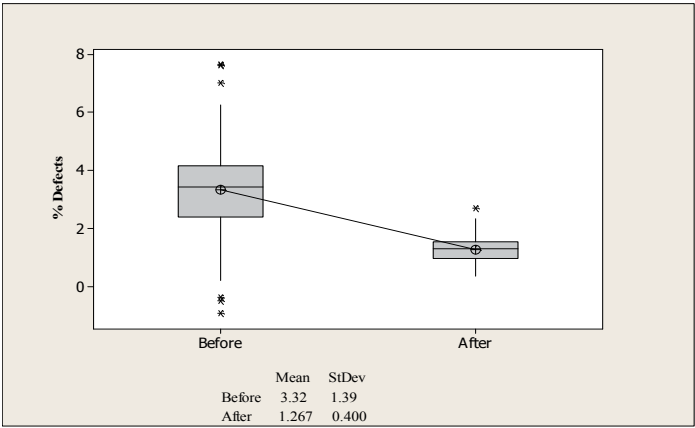 8
6
% Defects
4
2
0
Before After
Mean StDev
Before 3.32 1.39
After 1.267 0.400